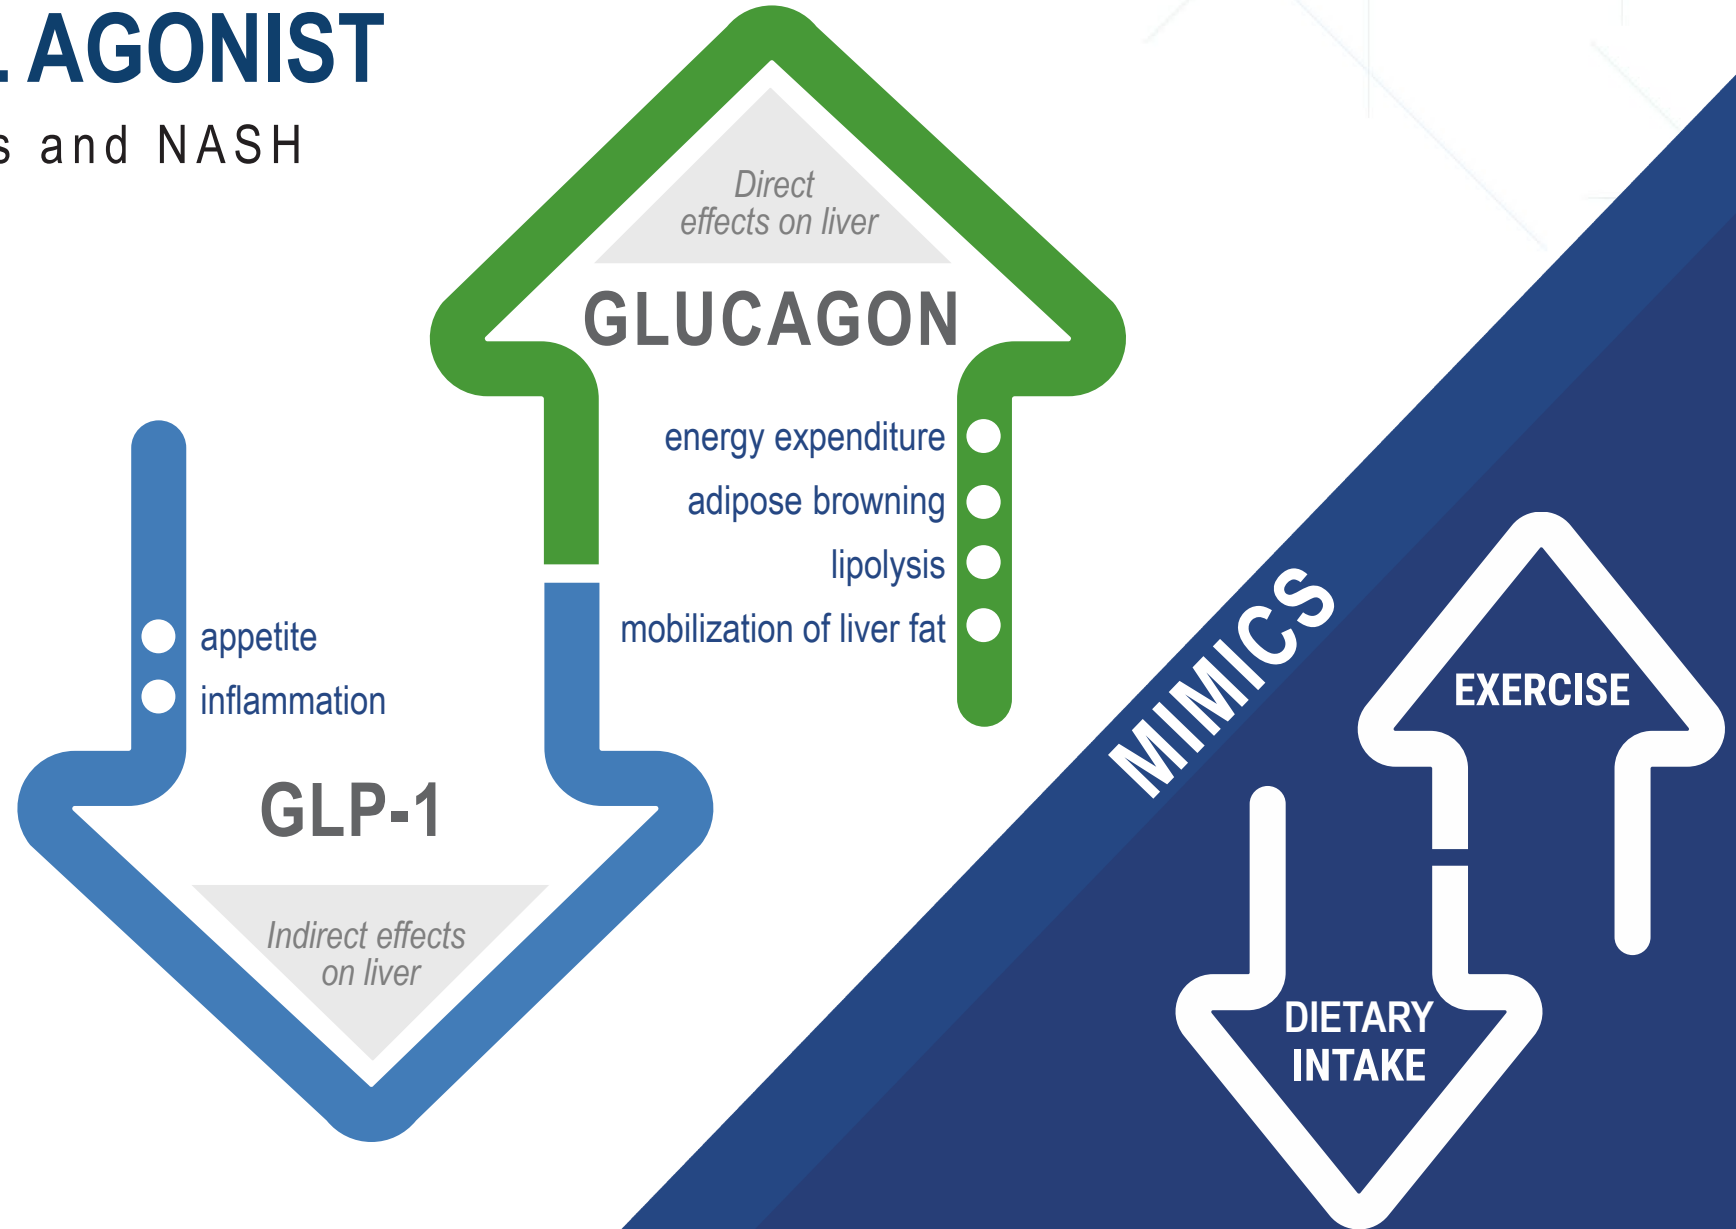 AGONIST
and NASH
Direct
effects on liver
GLUCAGON
energy expenditure
adipose browning
lipolysis
mobilization of liver fat
appetite
inflammation
GLP-1
Indirect effects
on liver
MIMICS
EXERCISE
DIETARY
INTAKE